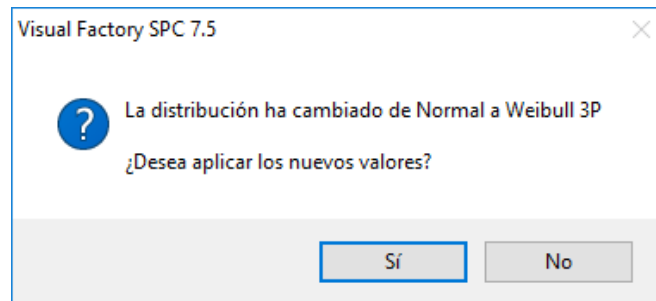 Visual Factory SPC 7.5
La distribución ha cambiado de Normal a Weibull 3P
¿Desea aplicar los nuevos valores?
Sí
No